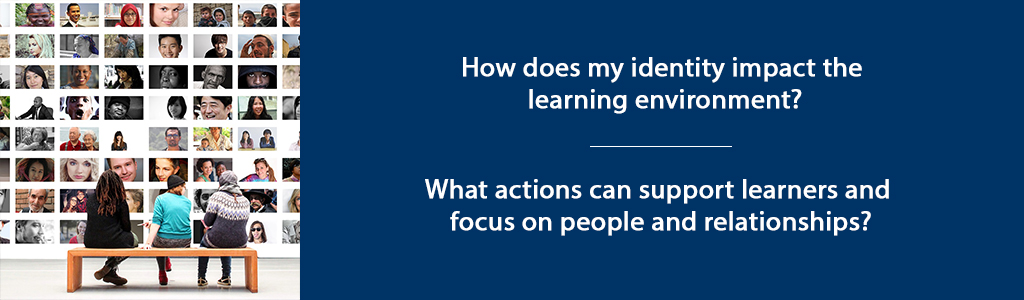 How does my identity impact the
learning environment?
What actions can support learners and
focus on people and relationships?